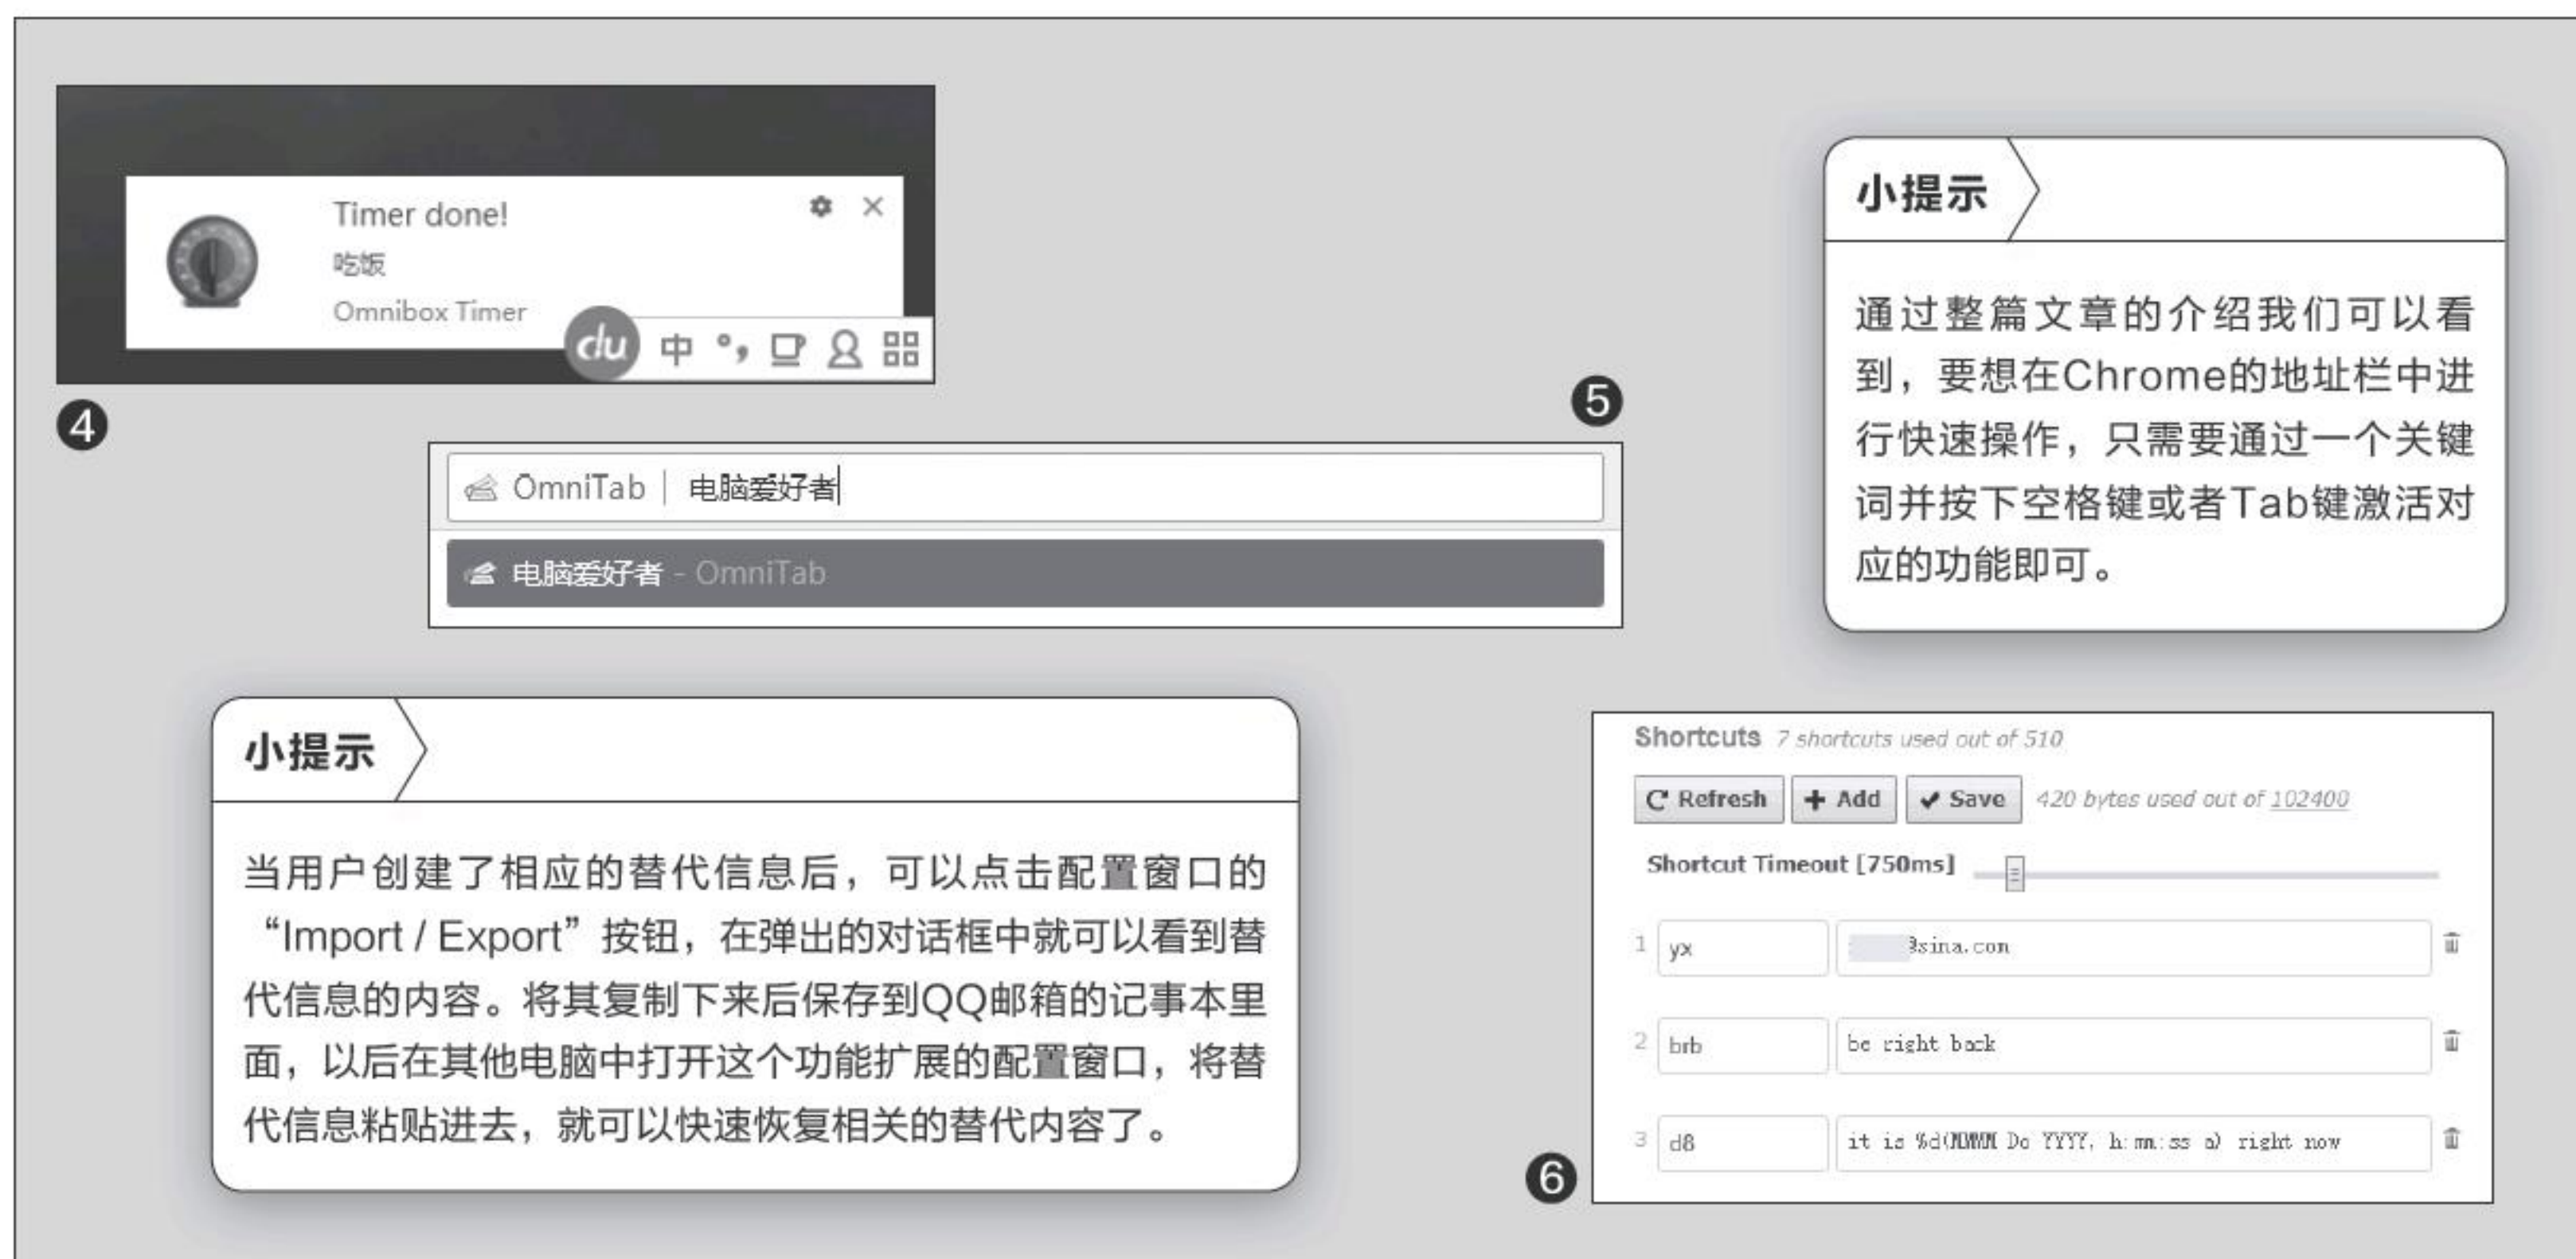 Timer done!
吃饭
Omnibox Timer
du 中 °,
4
5
OmniTab | 电脑爱好者
电脑爱好者 - OmniTab
小提示
通过整篇文章的介绍我们可以看
到，要想在Chrome的地址栏中进
行快速操作，只需要通过一个关键
词并按下空格键或者Tab键激活对
应的功能即可。
小提示
当用户创建了相应的替代信息后，可以点击配置窗口的
“Import / Export”按钮，在弹出的对话框中就可以看到替
代信息的内容。将其复制下来后保存到QQ邮箱的记事本里
面，以后在其他电脑中打开这个功能扩展的配置窗口，将替
代信息粘贴进去，就可以快速恢复相关的替代内容了。
Shortcuts 7 shortcuts used out of 510
Refresh Add Save 420 bytes used out of 102400
Shortcut Timeout [750ms]
1 yx @sina.com
2 brb be right back
3 d8 it is %d(MMMM Do YYYY, h:mm:ss a) right now
6